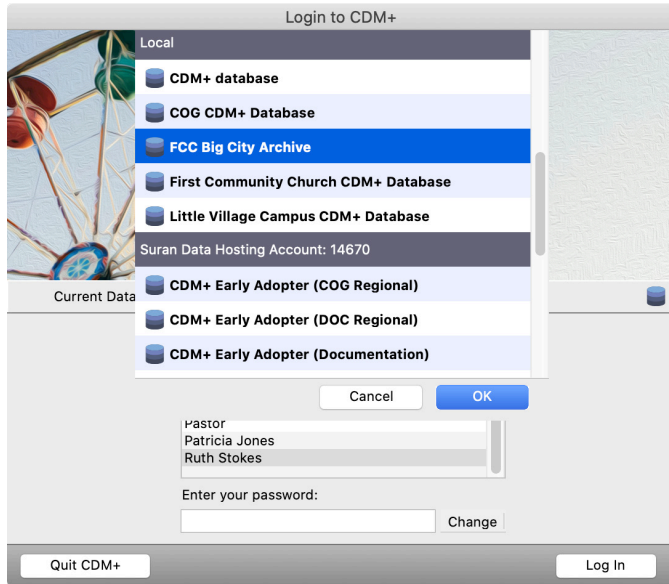 Login to CDM+
Local
CDM+ database
COG CDM+ Database
FCC Big City Archive
First Community Church CDM+ Database
Little Village Campus CDM+ Database
Suran Data Hosting Account: 14670
Current Data
CDM+ Early Adopter (COG Regional)
CDM+ Early Adopter (DOC Regional)
CDM+ Early Adopter (Documentation)
Cancel
OK
Pastor
Patricia Jones
Ruth Stokes
Enter your password:
Change
Quit CDM+
Log In